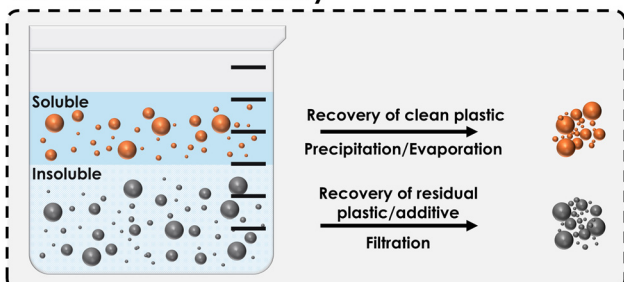 Soluble
Insoluble
Recovery of clean plastic
Precipitation/Evaporation
Recovery of residual
plastic/additive
Filtration